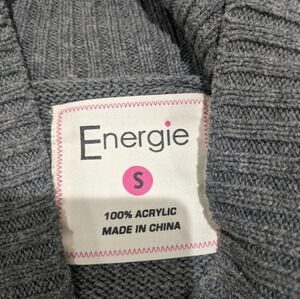 Energie
S
100% ACRYLIC
MADE IN CHINA